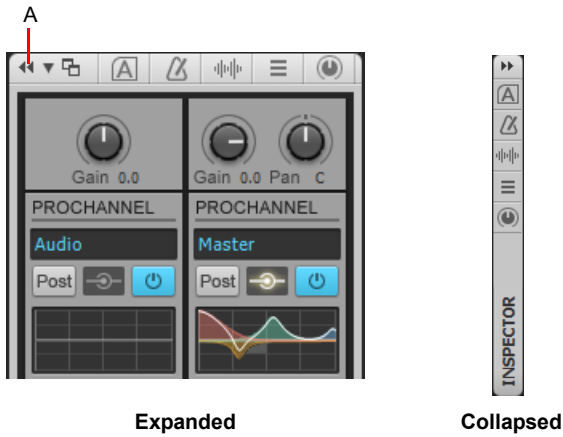 A
A
Gain 0.0
Gain 0.0 Pan C
PROCHANNEL
PROCHANNEL
Audio
Master
Post
Post
A
INSPECTOR
Expanded
Collapsed